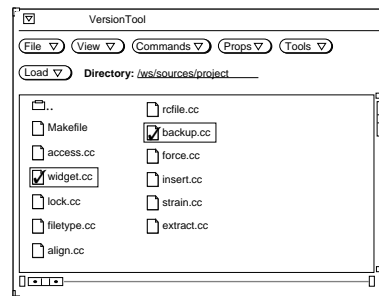 VersionTool
File View Commands Props Tools
Load Directory: /ws/sources/project
..
Makefile
access.cc
widget.cc
lock.cc
filetype.cc
align.cc
rcfile.cc
backup.cc
force.cc
insert.cc
strain.cc
extract.cc